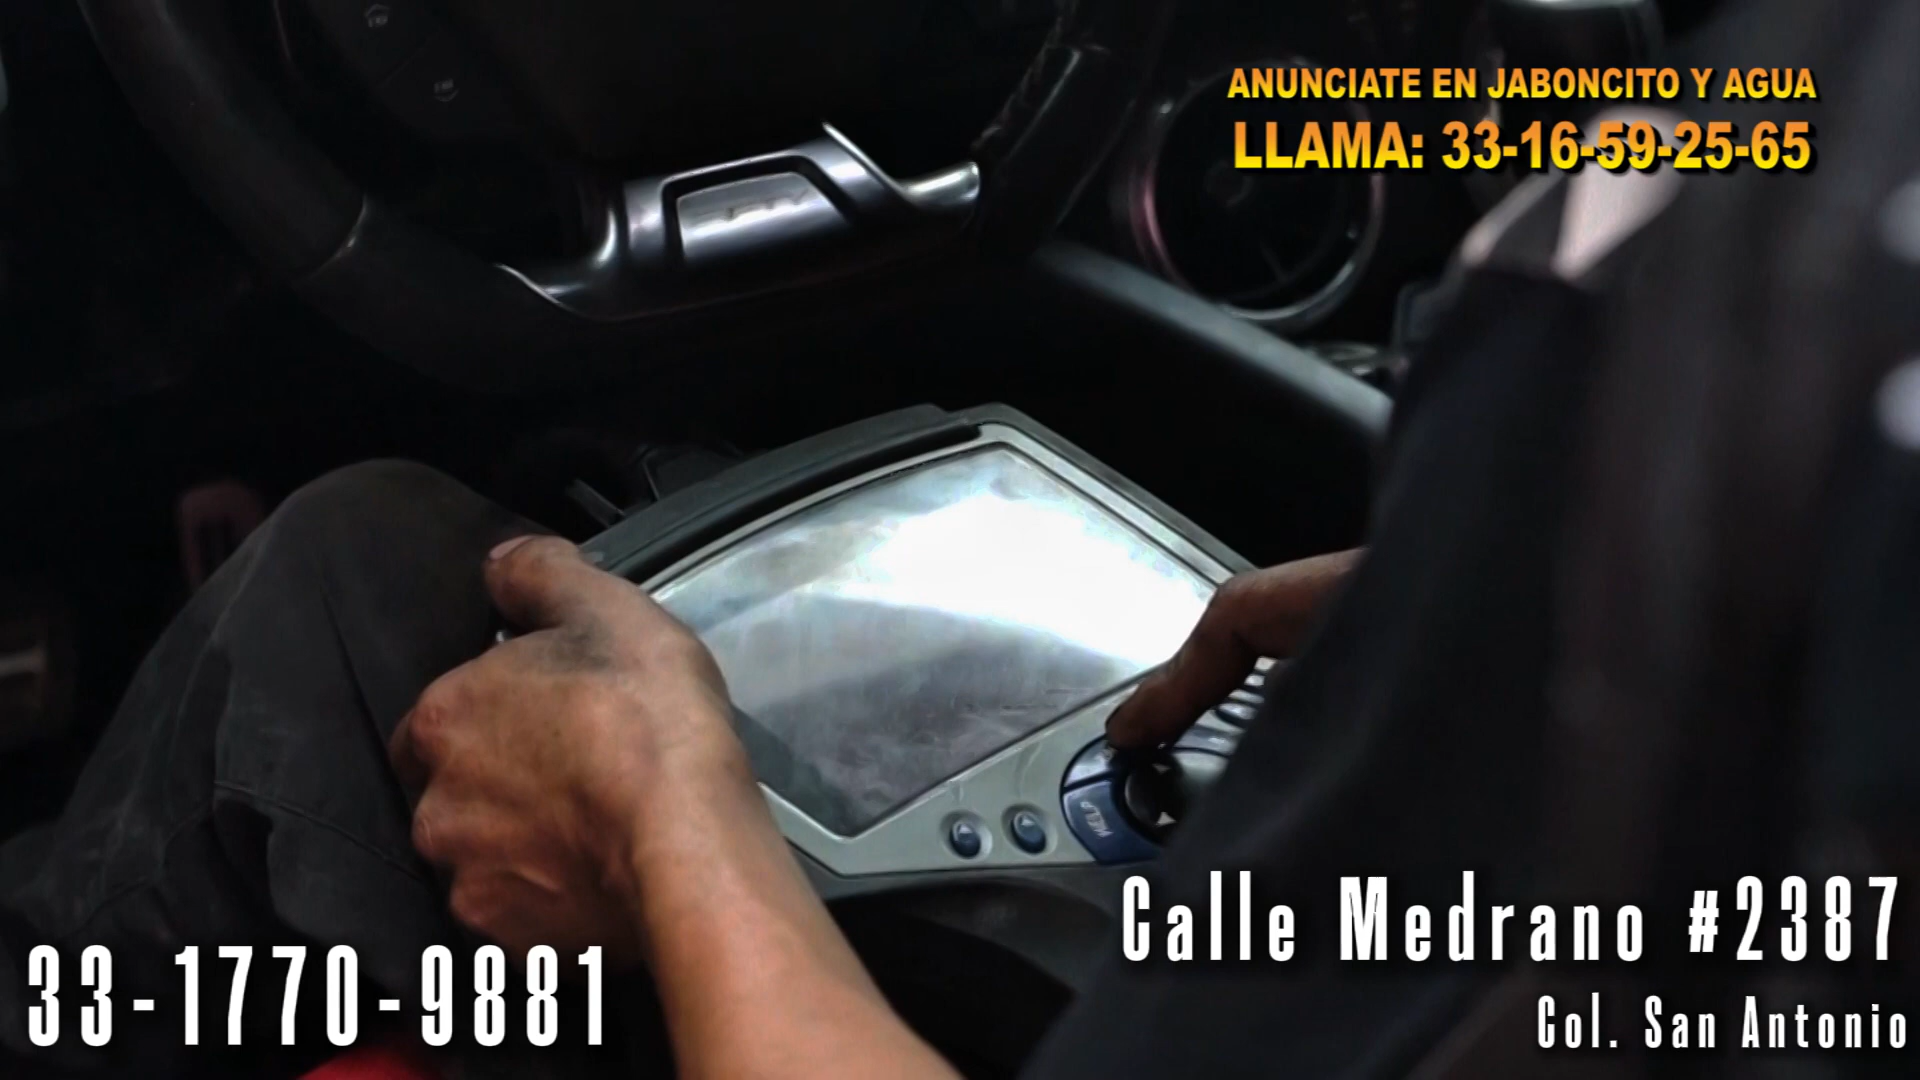 ANUNCIATE EN JABONCITO Y AGUA
LLAMA: 33-16-59-25-65
HELP
Calle Medrano #2387
Col. San Antonio
33-1770-9881